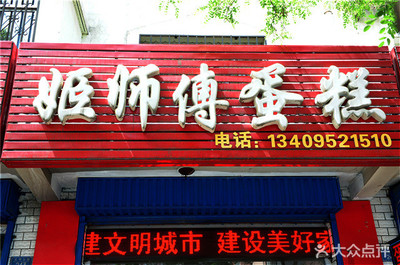 姬师傅蛋糕
电话：13409521510
建文明城市 建设美好家
大众点评